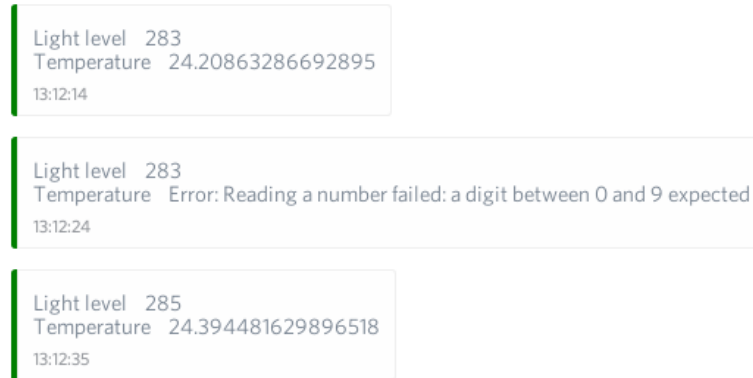 Light level 283
Temperature 24.20863286692895
13:12:14
Light level 283
Temperature Error: Reading a number failed: a digit between 0 and 9 expected
13:12:24
Light level 285
Temperature 24.394481629896518
13:12:35